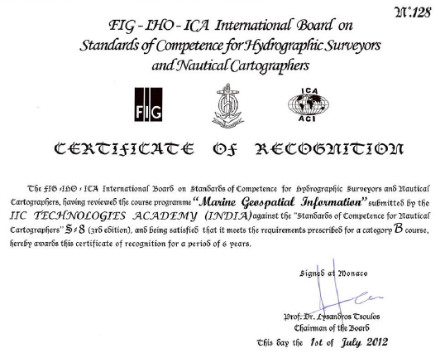 N°.128
FIG - IHO - ICA International Board on
Standards of Competence for Hydrographic Surveyors
and Nautical Cartographers
FIG
ICA
ACI
CERTIFICATE OF RECOGNITION
The FIG - IHO - ICA International Board on Standards of Competence for Hydrographic Surveyors and Nautical
Cartographers, having reviewed the course programme "Marine Geospatial Information" submitted by the
IIC TECHNOLOGIES ACADEMY (INDIA) against the "Standards of Competence for Nautical
Cartographers" S-8 (3rd edition), and being satisfied that it meets the requirements prescribed for a category B course,
hereby awards this certificate of recognition for a period of 6 years.
Signed at Monaco
Prof. Dr. Lysandros Tsoulos
Chairman of the Board
This day the 1st of July 2012